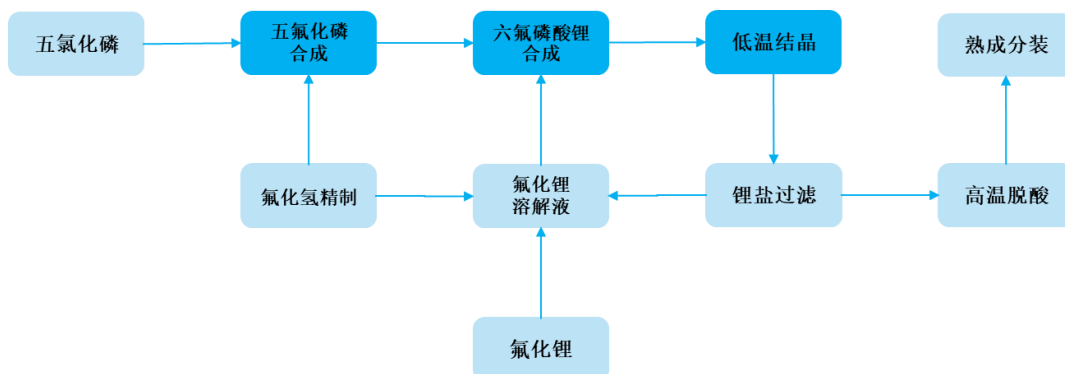 五氯化磷
五氟化磷
合成
六氟磷酸锂
合成
低温结晶
熟成分装
氟化氢精制
氟化锂
溶解液
锂盐过滤
高温脱酸
氟化锂